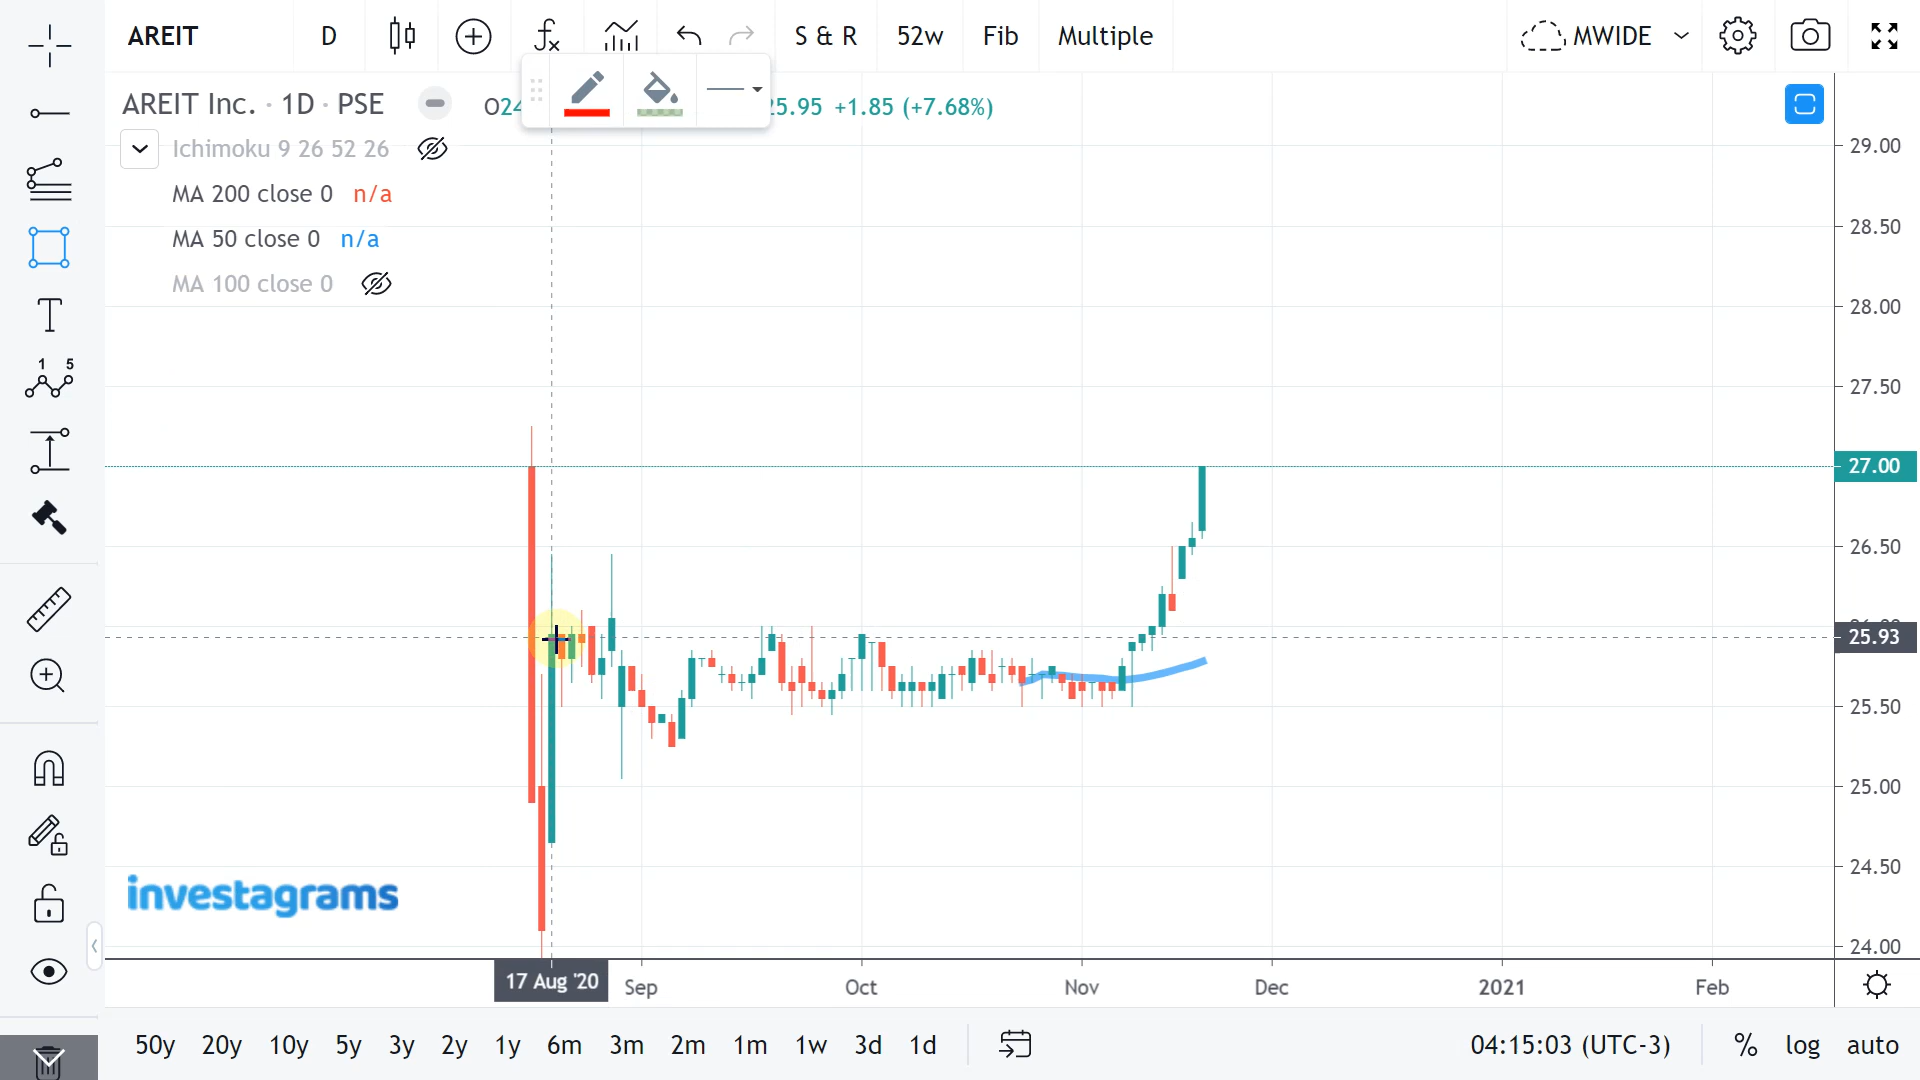 AREIT D S & R 52w Fib Multiple MWIDE
AREIT Inc. · 1D · PSE O24 25.95 +1.85 (+7.68%)
Ichimoku 9 26 52 26
MA 200 close 0 n/a
MA 50 close 0 n/a
MA 100 close 0
T
1 5
29.00
28.50
28.00
27.50
27.00
26.50
25.93
25.50
25.00
24.50
24.00
investagrams
17 Aug '20 Sep Oct Nov Dec 2021 Feb
50y 20y 10y 5y 3y 2y 1y 6m 3m 2m 1m 1w 3d 1d 04:15:03 (UTC-3) % log auto